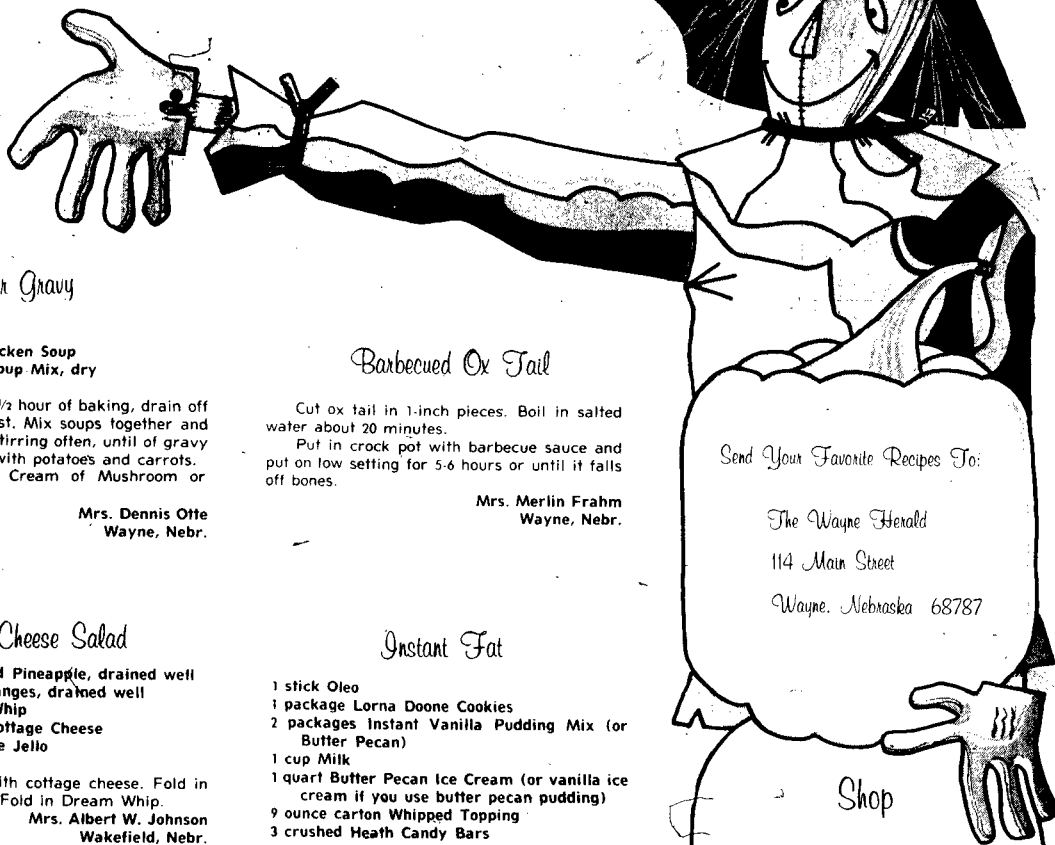 Gravy
Soup
Mix, dry
1/2 hour of baking, drain off
Mix soups together and
often, until of gravy
with potatoes and carrots.
Cream of Mushroom or
Mrs. Dennis Otte
Wayne, Nebr.
Barbecued Ox Tail
Cut ox tail in 1-inch pieces. Boil in salted
water about 20 minutes.
Put in crock pot with barbecue sauce and
put on low setting for 5-6 hours or until it falls
off bones.
Mrs. Merlin Frahm
Wayne, Nebr.
Send Your Favorite Recipes To:
The Wayne Herald
114 Main Street
Wayne, Nebraska 68787
Cheese Salad
Pineapple, drained well
drained well
Whip
Cottage Cheese
Jello
with cottage cheese. Fold in
Fold in Dream Whip.
Mrs. Albert W. Johnson
Wakefield, Nebr.
Instant Fat
1 stick Oleo
1 package Lorna Doone Cookies
2 packages Instant Vanilla Pudding Mix (or
Butter Pecan)
1 cup Milk
1 quart Butter Pecan Ice Cream (or vanilla ice
cream if you use butter pecan pudding)
9 ounce carton Whipped Topping
3 crushed Heath Candy Bars
Shop